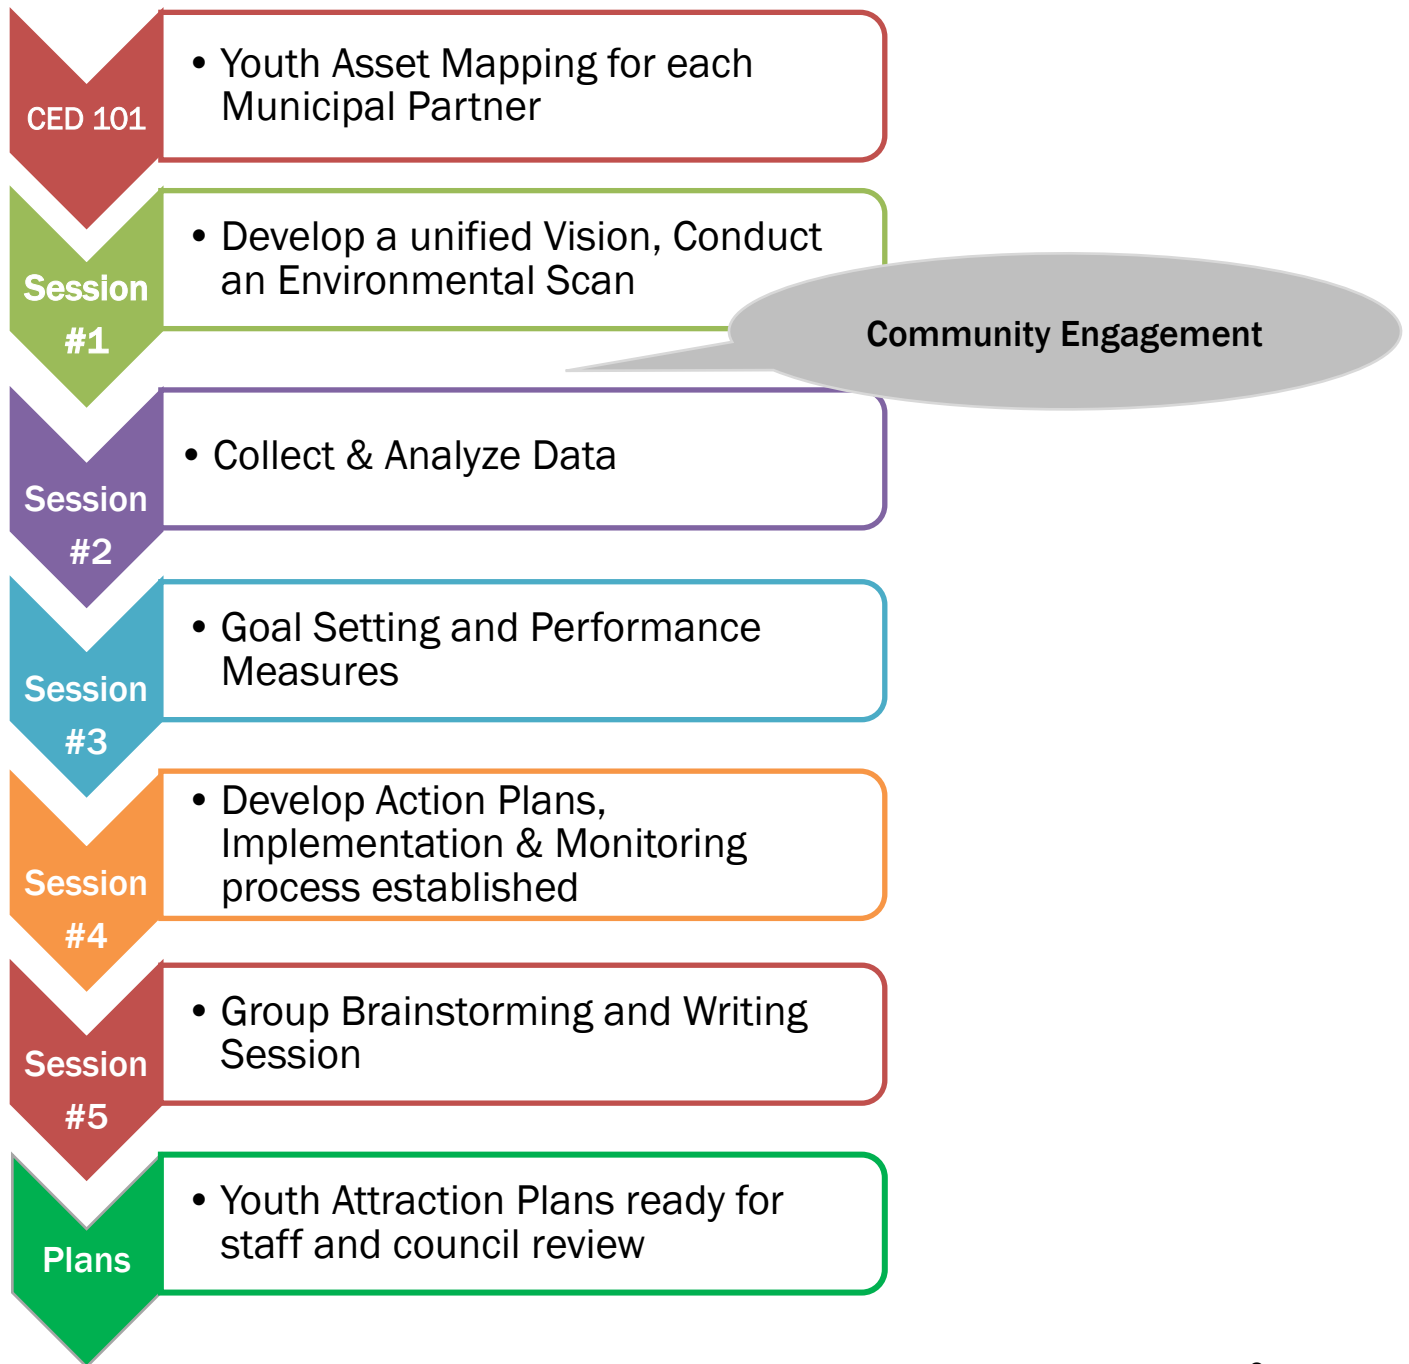 CED 101
• Youth Asset Mapping for each
Municipal Partner
Session
#1
• Develop a unified Vision, Conduct
an Environmental Scan
Community Engagement
Session
#2
• Collect & Analyze Data
Session
#3
• Goal Setting and Performance
Measures
Session
#4
• Develop Action Plans,
Implementation & Monitoring
process established
Session
#5
• Group Brainstorming and Writing
Session
Plans
• Youth Attraction Plans ready for
staff and council review